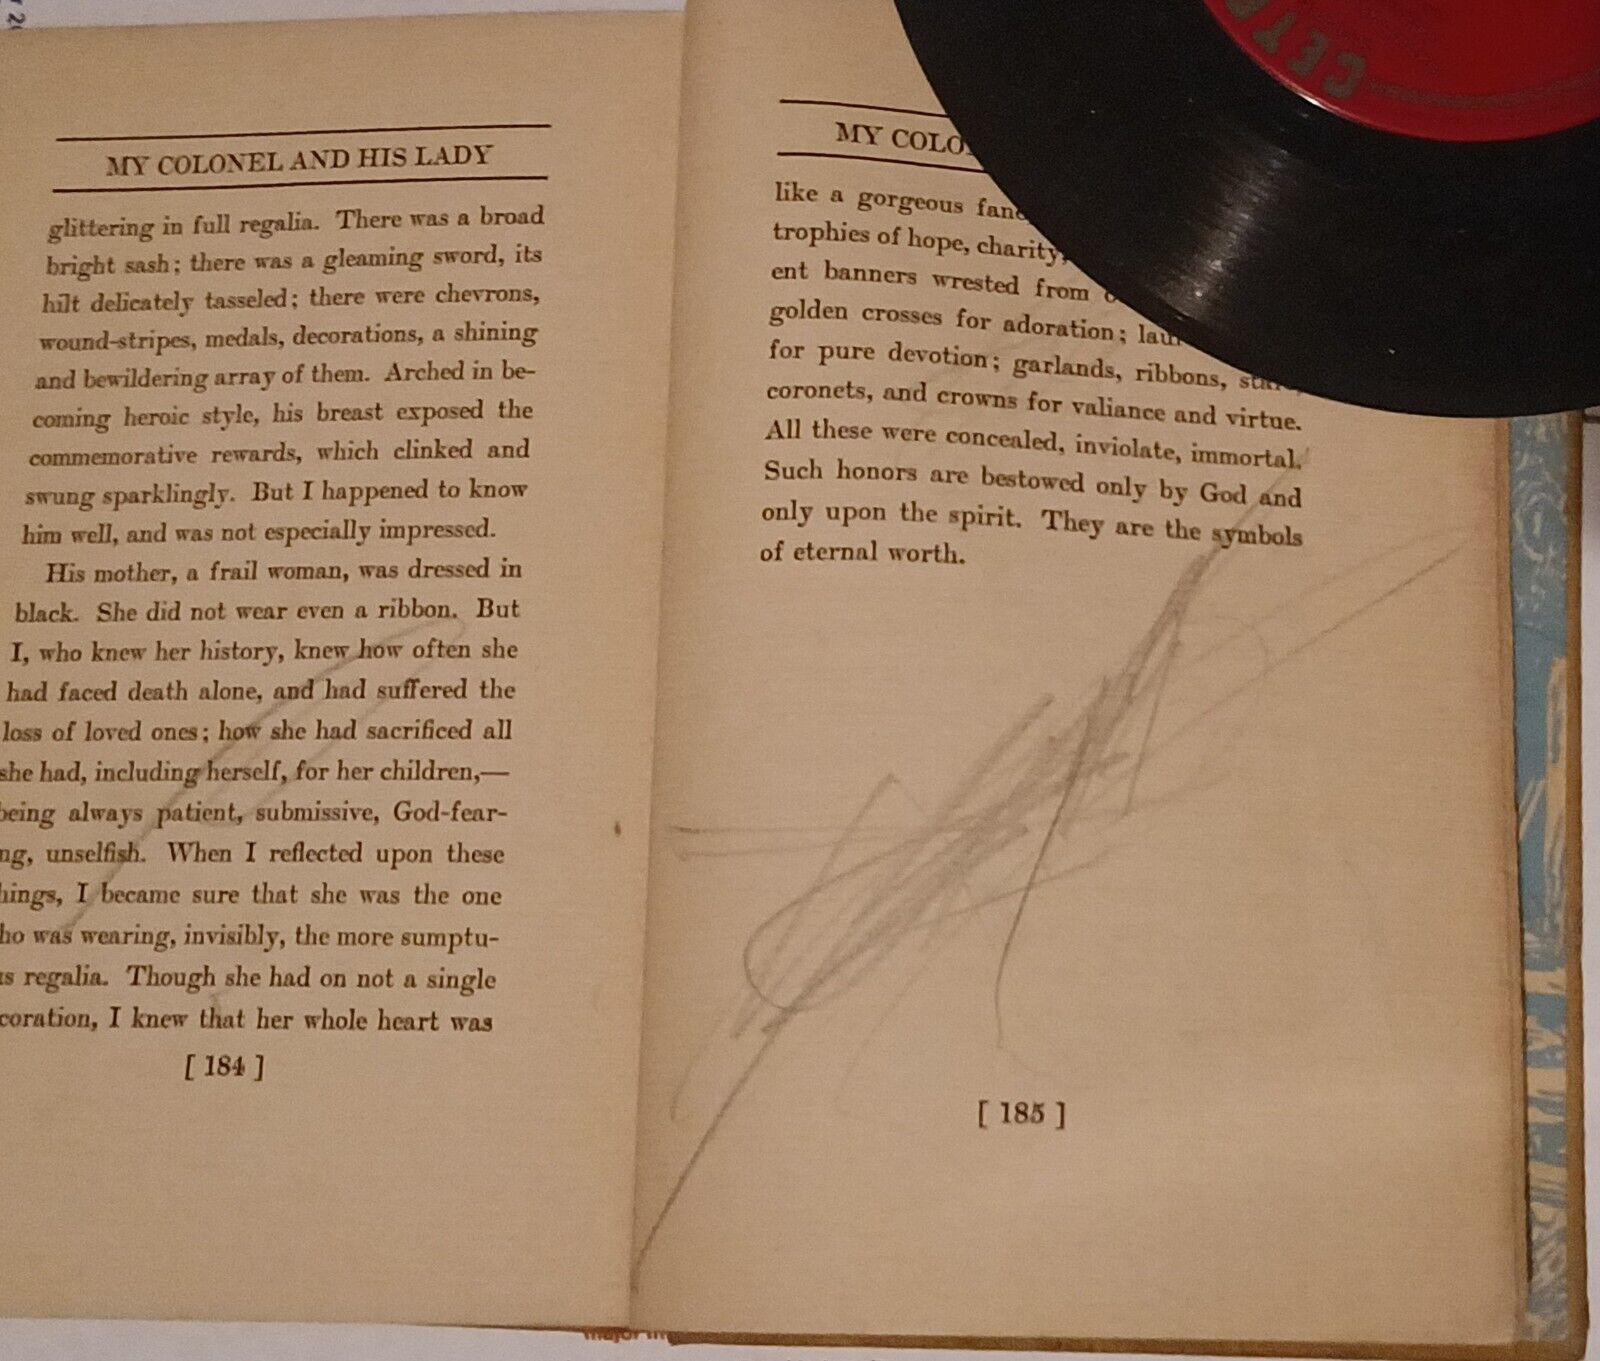 MY COLONEL AND HIS LADY
glittering in full regalia. There was a broad
bright sash; there was a gleaming sword, its
hilt delicately tasseled; there were chevrons,
wound-stripes, medals, decorations, a shining
and bewildering array of them. Arched in be-
coming heroic style, his breast exposed the
commemorative rewards, which clinked and
swung sparklingly. But I happened to know
him well, and was not especially impressed.
His mother, a frail woman, was dressed in
black. She did not wear even a ribbon. But
I, who knew her history, knew how often she
had faced death alone, and had suffered the
loss of loved ones; how she had sacrificed all
she had, including herself, for her children,—
being always patient, submissive, God-fear-
ng, unselfish. When I reflected upon these
hings, I became sure that she was the one
ho was wearing, invisibly, the more sumptu-
s regalia. Though she had on not a single
coration, I knew that her whole heart was
[ 184 ]
MY COLO
like a gorgeous
trophies of hope, charity,
ent banners wrested from
golden crosses for adoration;
for pure devotion; garlands, ribbons,
coronets, and crowns for valiance and virtue.
All these were concealed, inviolate, immortal.
Such honors are bestowed only by God and
only upon the spirit. They are the symbols
of eternal worth.
[ 185 ]
CETR
major